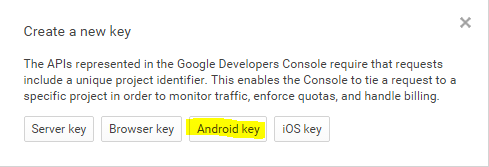 Create a new key
The APIs represented in the Google Developers Console require that requests
include a unique project identifier. This enables the Console to tie a request to a
specific project in order to monitor traffic, enforce quotas, and handle billing.
Server key Browser key Android key iOS key